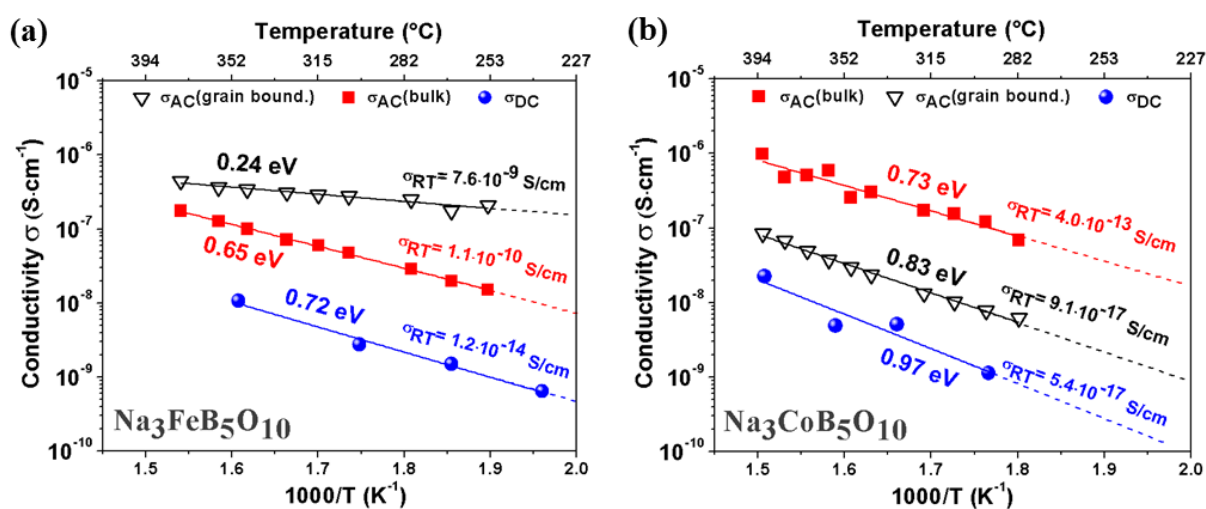 (a)
Temperature (°C)
394 352 315 282 253 227
10⁻⁵
10⁻⁶
10⁻⁷
10⁻⁸
10⁻⁹
10⁻¹⁰
Conductivity σ (S·cm⁻¹)
σAC(grain bound.) σAC(bulk) σDC
0.24 eV
σRT= 7.6·10⁻⁹ S/cm
0.65 eV
σRT= 1.1·10⁻¹⁰ S/cm
0.72 eV
σRT= 1.2·10⁻¹⁴ S/cm
Na₃FeB₅O₁₀
1.5 1.6 1.7 1.8 1.9 2.0
1000/T (K⁻¹)
(b)
Temperature (°C)
394 352 315 282 253 227
10⁻⁵
10⁻⁶
10⁻⁷
10⁻⁸
10⁻⁹
10⁻¹⁰
Conductivity σ (S·cm⁻¹)
σAC(bulk) σAC(grain bound.) σDC
0.73 eV
σRT= 4.0·10⁻¹³ S/cm
0.83 eV
σRT= 9.1·10⁻¹⁷ S/cm
0.97 eV
σRT= 5.4·10⁻¹⁷ S/cm
Na₃CoB₅O₁₀
1.5 1.6 1.7 1.8 1.9 2.0
1000/T (K⁻¹)